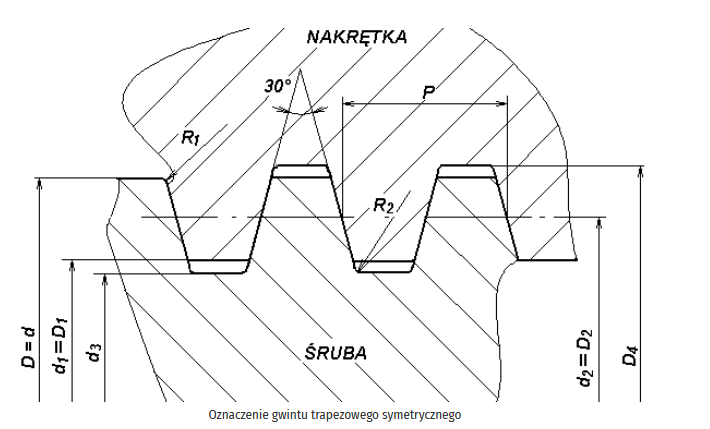 NAKRĘTKA
30°
P
R1
R2
ŚRUBA
D = d
d1 = D1
d3
d2 = D2
D4
Oznaczenie gwintu trapezowego symetrycznego